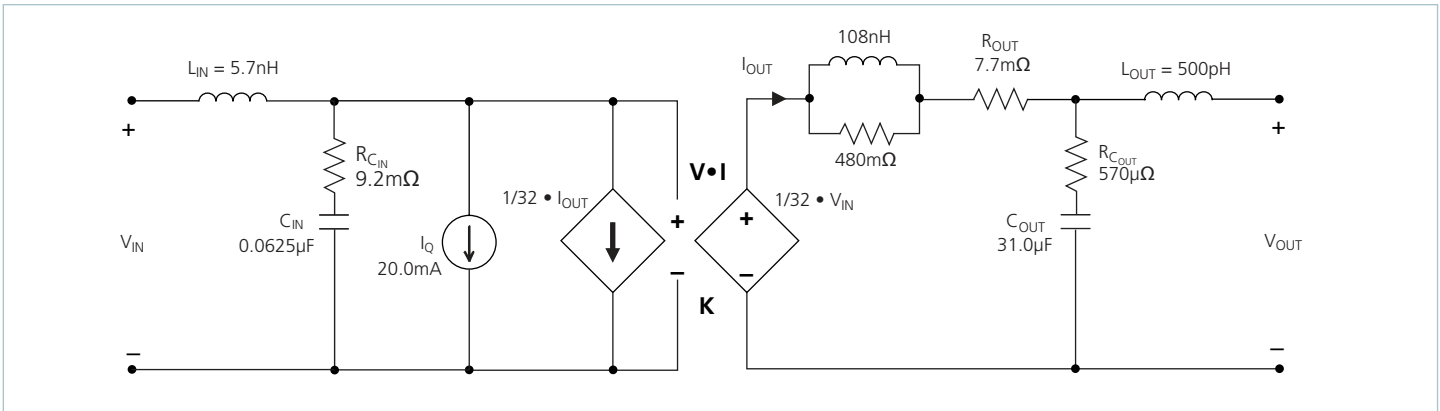 L_IN = 5.7nH
+
R_C_IN
9.2mΩ
C_IN
0.0625µF
V_IN
–
I_Q
20.0mA
1/32 • I_OUT
V•I
+
–
K
+
–
1/32 • V_IN
I_OUT
108nH
480mΩ
R_OUT
7.7mΩ
L_OUT = 500pH
R_C_OUT
570µΩ
C_OUT
31.0µF
+
V_OUT
–